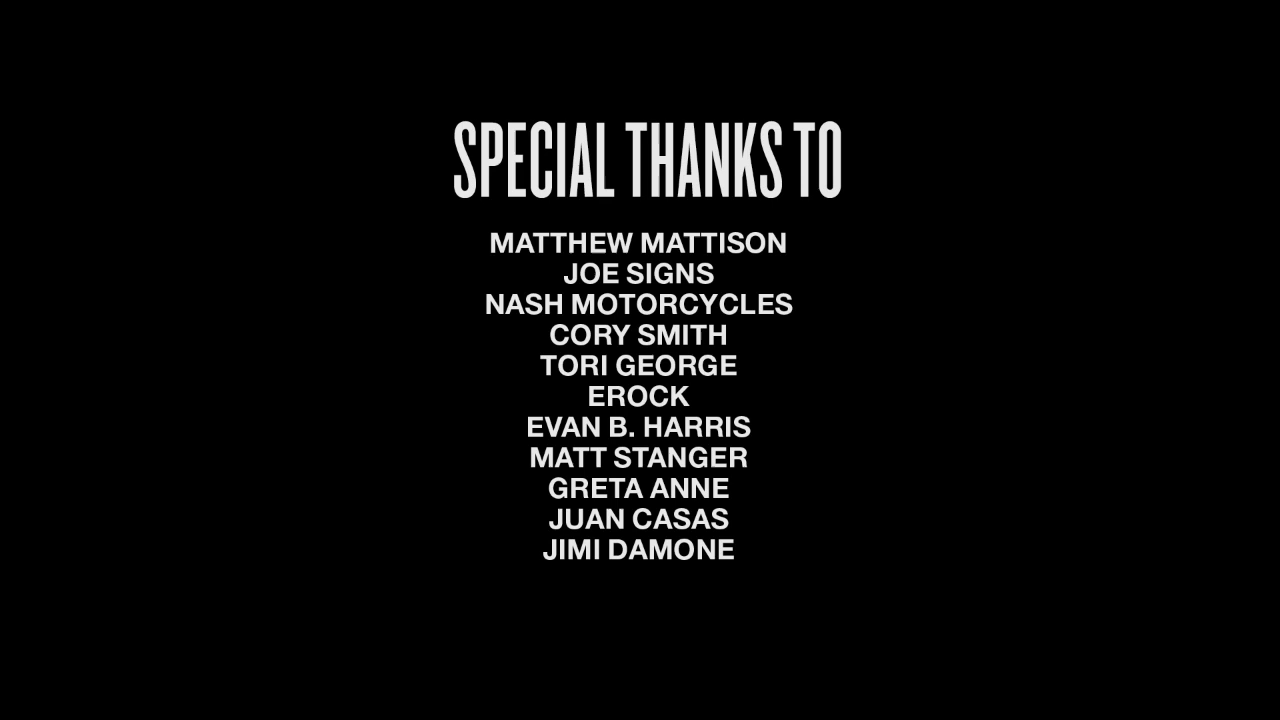 SPECIAL THANKS TO
MATTHEW MATTISON
JOE SIGNS
NASH MOTORCYCLES
CORY SMITH
TORI GEORGE
EROCK
EVAN B. HARRIS
MATT STANGER
GRETA ANNE
JUAN CASAS
JIMI DAMONE